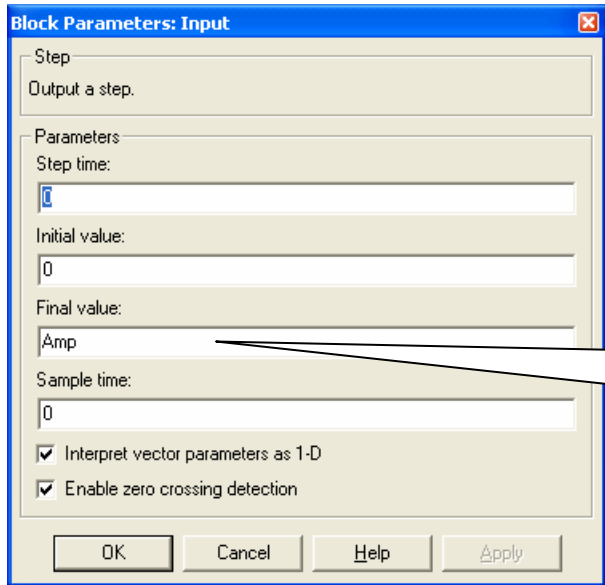 Block Parameters: Input
Step
Output a step.
Parameters
Step time:
0
Initial value:
0
Final value:
Amp
Sample time:
0
Interpret vector parameters as 1-D
Enable zero crossing detection
OK Cancel Help Apply